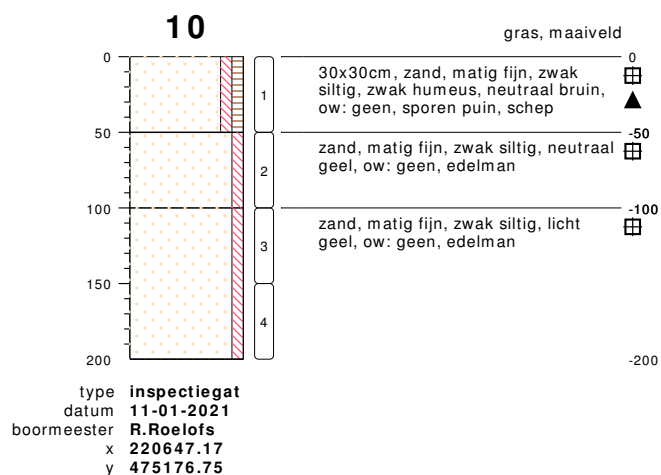 10
gras, maaiveld
0
0
30x30cm, zand, matig fijn, zwak
siltig, zwak humeus, neutraal bruin,
ow: geen, sporen puin, schep
1
50
-50
zand, matig fijn, zwak siltig, neutraal
geel, ow: geen, edelman
2
100
-100
zand, matig fijn, zwak siltig, licht
geel, ow: geen, edelman
3
150
4
200
-200
type inspectiegat
datum 11-01-2021
boormeester R.Roelofs
x 220647.17
y 475176.75